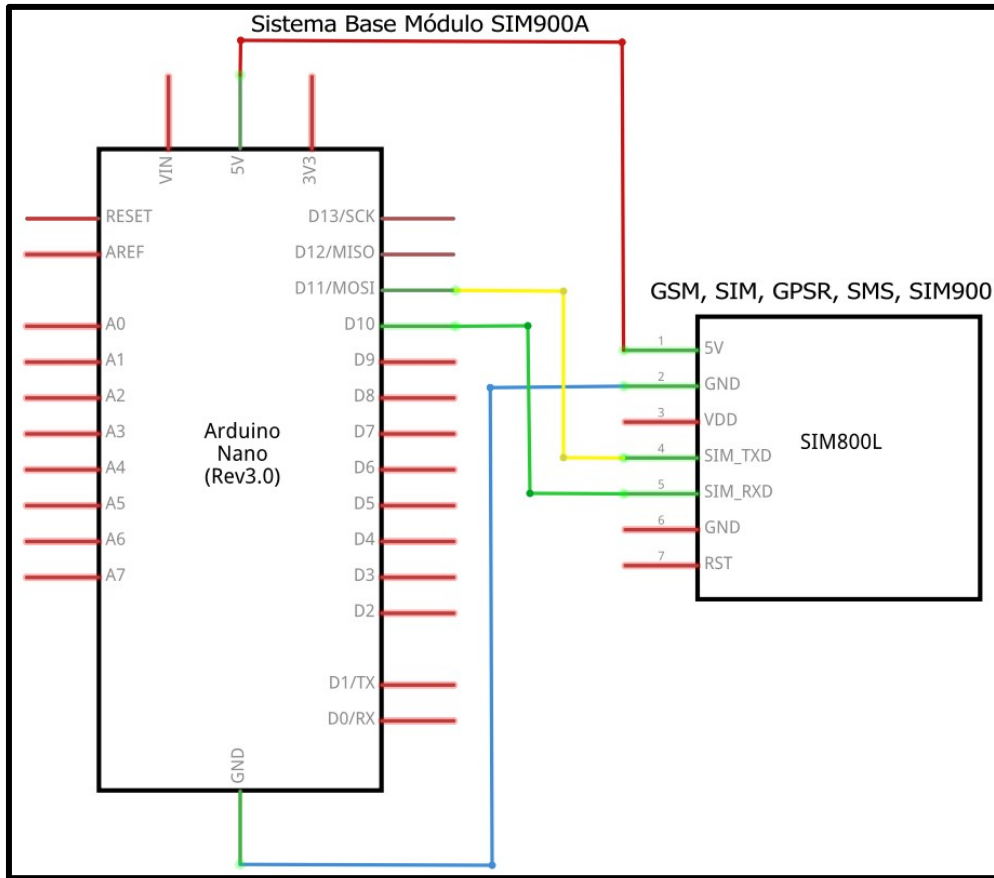 Sistema Base Módulo SIM900A
VIN
5V
3V3
RESET
AREF
A0
A1
A2
A3
A4
A5
A6
A7
Arduino
Nano
(Rev3.0)
D13/SCK
D12/MISO
D11/MOSI
D10
D9
D8
D7
D6
D5
D4
D3
D2
D1/TX
D0/RX
GND
GSM, SIM, GPSR, SMS, SIM900
1 5V
2 GND
3 VDD
4 SIM_TXD
5 SIM_RXD
6 GND
7 RST
SIM800L